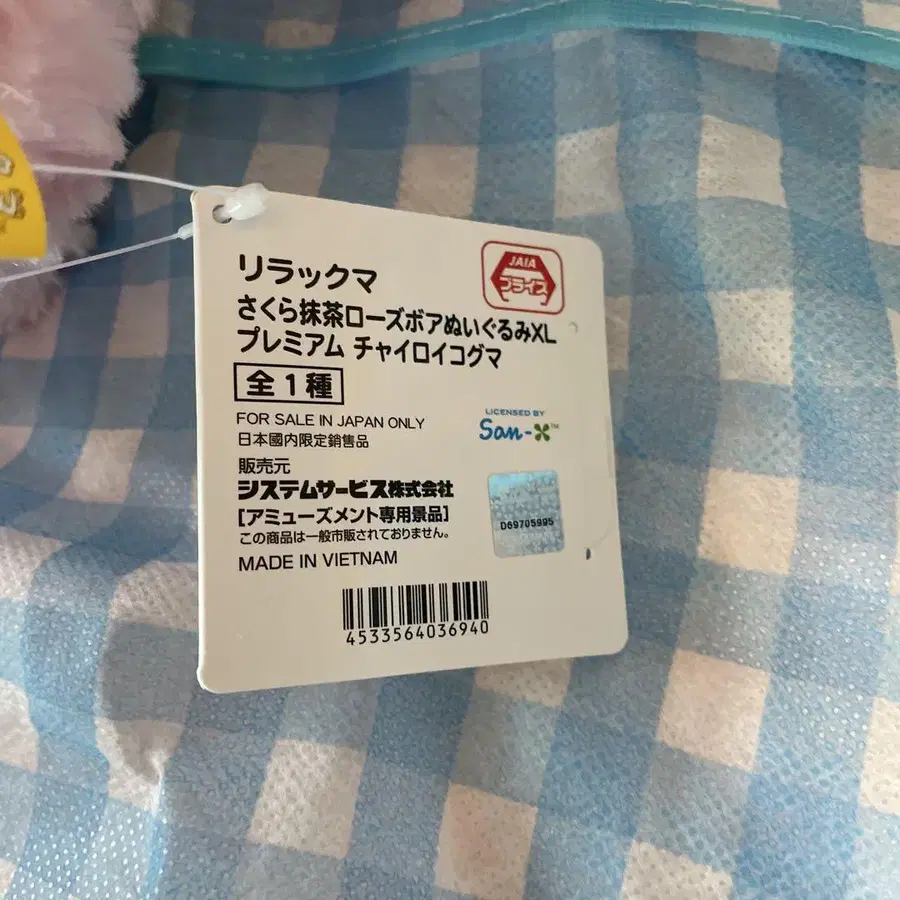 リラックマ
さくら抹茶ローズボアぬいぐるみXL
プレミアム チャイロイコグマ
全1種
FOR SALE IN JAPAN ONLY
日本國内限定銷售品
販売元
システムサービス株式会社
[アミューズメント専用景品]
この商品は一般市販されておりません。
MADE IN VIETNAM
4533564036940
JAIA
プライズ
LICENSED BY
San-X™
D69705995